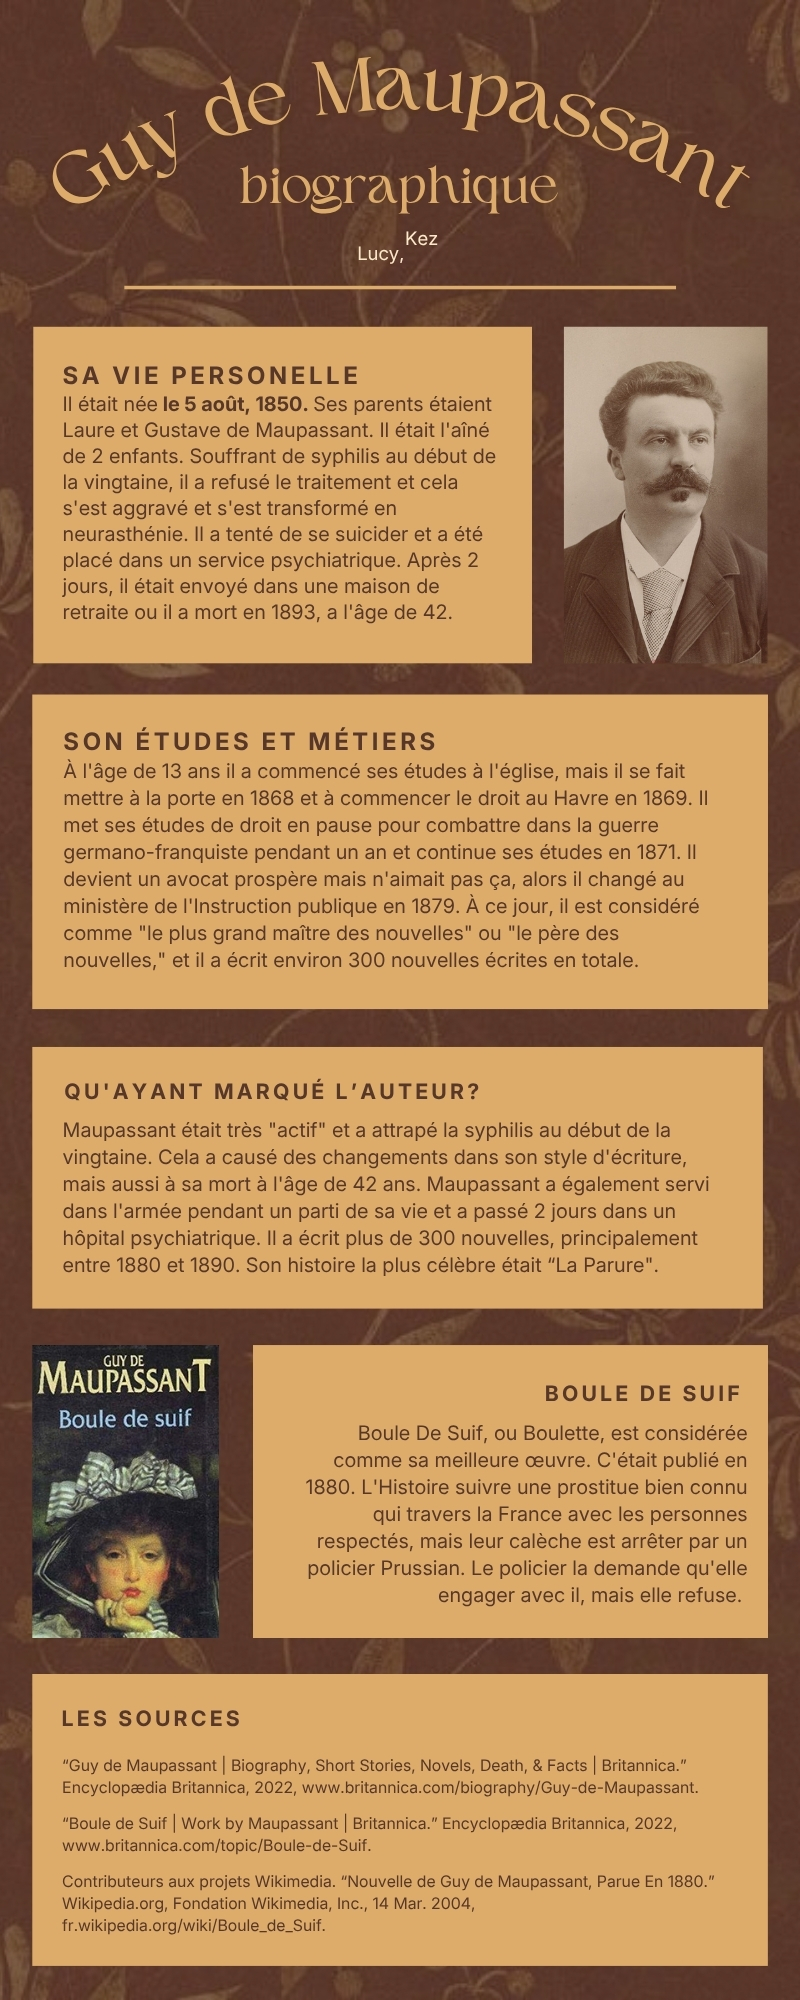 Guy de Maupassant
biographique
Lucy, Kez
SA VIE PERSONELLE
Il était née le 5 août, 1850. Ses parents étaient
Laure et Gustave de Maupassant. Il était l'aîné
de 2 enfants. Souffrant de syphilis au début de
la vingtaine, il a refusé le traitement et cela
s'est aggravé et s'est transformé en
neurasthénie. Il a tenté de se suicider et a été
placé dans un service psychiatrique. Après 2
jours, il était envoyé dans une maison de
retraite ou il a mort en 1893, a l'âge de 42.
SON ÉTUDES ET MÉTIERS
À l'âge de 13 ans il a commencé ses études à l'église, mais il se fait
mettre à la porte en 1868 et à commencer le droit au Havre en 1869. Il
met ses études de droit en pause pour combattre dans la guerre
germano-franquiste pendant un an et continue ses études en 1871. Il
devient un avocat prospère mais n'aimait pas ça, alors il changé au
ministère de l'Instruction publique en 1879. À ce jour, il est considéré
comme "le plus grand maître des nouvelles" ou "le père des
nouvelles," et il a écrit environ 300 nouvelles écrites en totale.
QU'AYANT MARQUÉ L’AUTEUR?
Maupassant était très "actif" et a attrapé la syphilis au début de la
vingtaine. Cela a causé des changements dans son style d'écriture,
mais aussi à sa mort à l'âge de 42 ans. Maupassant a également servi
dans l'armée pendant un parti de sa vie et a passé 2 jours dans un
hôpital psychiatrique. Il a écrit plus de 300 nouvelles, principalement
entre 1880 et 1890. Son histoire la plus célèbre était “La Parure".
GUY DE
MAUPASSANT
Boule de suif
BOULE DE SUIF
Boule De Suif, ou Boulette, est considérée
comme sa meilleure œuvre. C'était publié en
1880. L'Histoire suivre une prostitue bien connu
qui travers la France avec les personnes
respectés, mais leur calèche est arrêter par un
policier Prussian. Le policier la demande qu'elle
engager avec il, mais elle refuse.
LES SOURCES
“Guy de Maupassant | Biography, Short Stories, Novels, Death, & Facts | Britannica.”
Encyclopædia Britannica, 2022, www.britannica.com/biography/Guy-de-Maupassant.
“Boule de Suif | Work by Maupassant | Britannica.” Encyclopædia Britannica, 2022,
www.britannica.com/topic/Boule-de-Suif.
Contributeurs aux projets Wikimedia. “Nouvelle de Guy de Maupassant, Parue En 1880.”
Wikipedia.org, Fondation Wikimedia, Inc., 14 Mar. 2004,
fr.wikipedia.org/wiki/Boule_de_Suif.